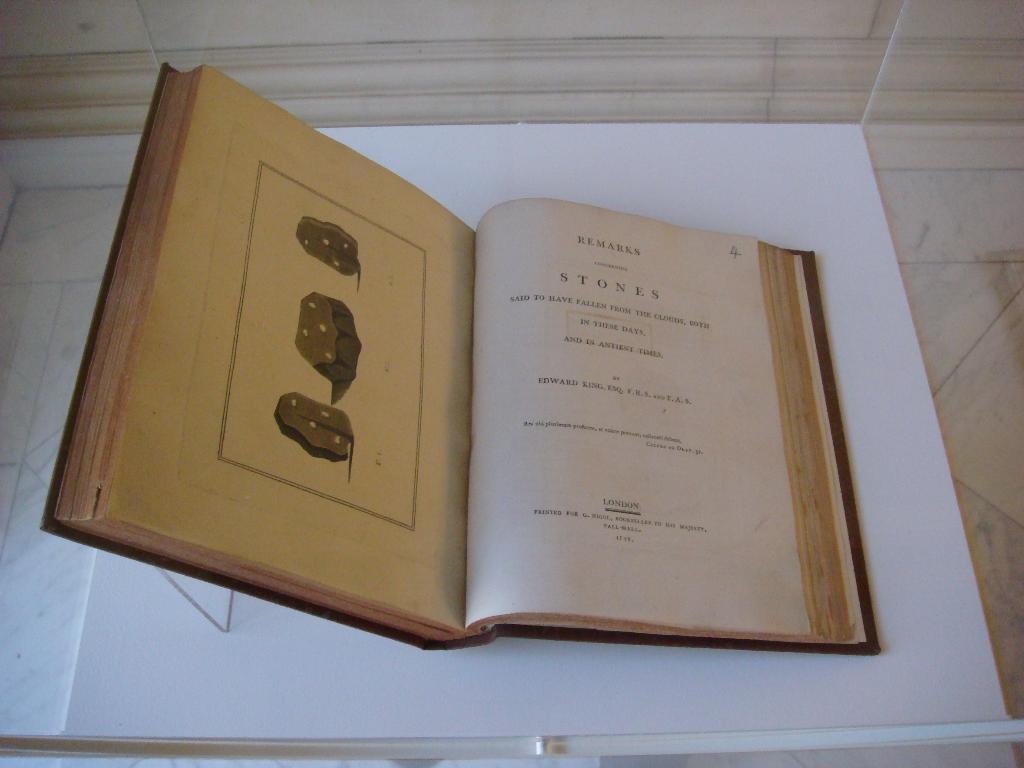 4
REMARKS
CONCERNING
STONES
SAID TO HAVE FALLEN FROM THE CLOUDS, BOTH
IN THESE DAYS,
AND IN ANTIENT TIMES.
BY
EDWARD KING, ESQ. F.R.S. AND F.A.S.
LONDON:
PRINTED FOR G. NICOL, BOOKSELLER TO HIS MAJESTY,
PALL-MALL.